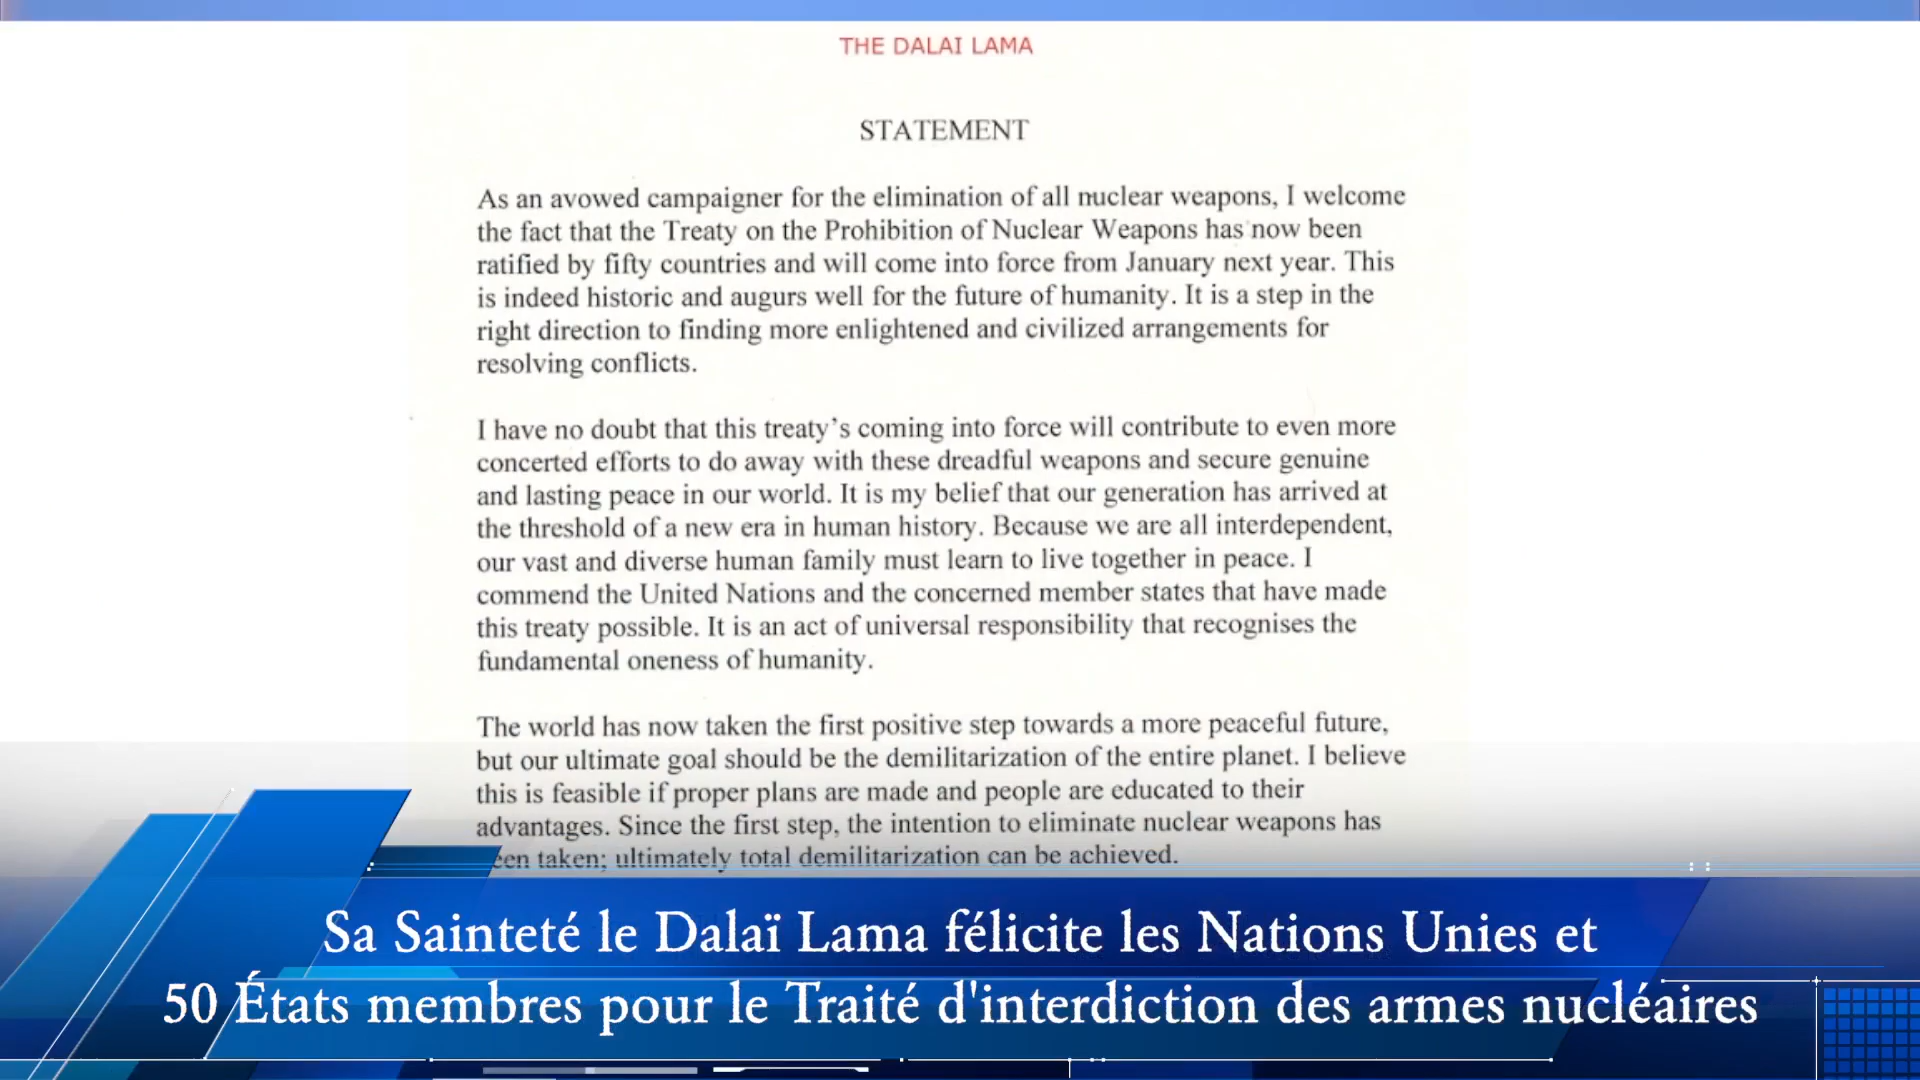 THE DALAI LAMA
STATEMENT
As an avowed campaigner for the elimination of all nuclear weapons, I welcome
the fact that the Treaty on the Prohibition of Nuclear Weapons has now been
ratified by fifty countries and will come into force from January next year. This
is indeed historic and augurs well for the future of humanity. It is a step in the
right direction to finding more enlightened and civilized arrangements for
resolving conflicts.
I have no doubt that this treaty's coming into force will contribute to even more
concerted efforts to do away with these dreadful weapons and secure genuine
and lasting peace in our world. It is my belief that our generation has arrived at
the threshold of a new era in human history. Because we are all interdependent,
our vast and diverse human family must learn to live together in peace. I
commend the United Nations and the concerned member states that have made
this treaty possible. It is an act of universal responsibility that recognises the
fundamental oneness of humanity.
The world has now taken the first positive step towards a more peaceful future,
but our ultimate goal should be the demilitarization of the entire planet. I believe
this is feasible if proper plans are made and people are educated to their
advantages. Since the first step, the intention to eliminate nuclear weapons has
een taken; ultimately total demilitarization can be achieved.
Sa Sainteté le Dalaï Lama félicite les Nations Unies et
50 États membres pour le Traité d'interdiction des armes nucléaires